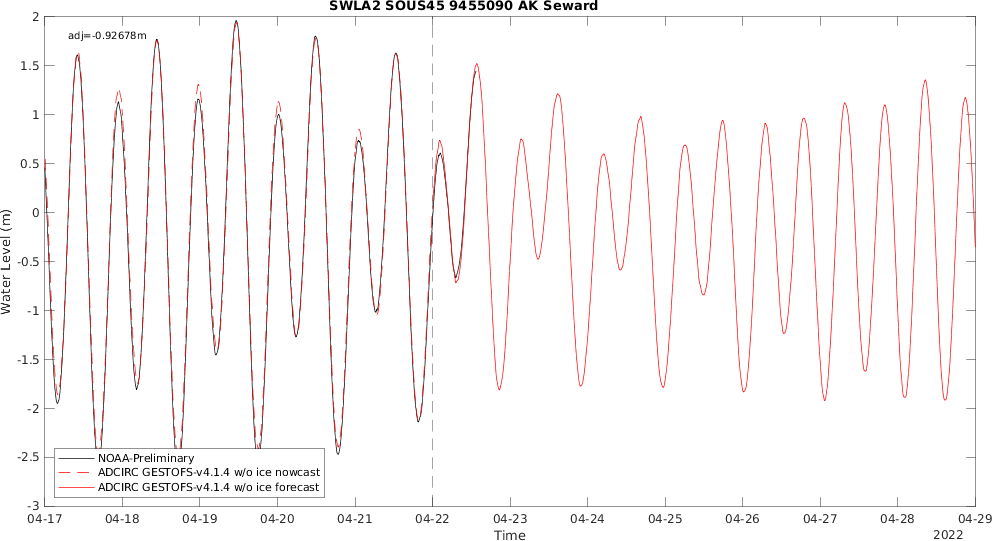 SWLA2 SOUS45 9455090 AK Seward
adj=-0.92678m
2
1.5
1
0.5
0
-0.5
-1
-1.5
-2
-2.5
-3
Water Level (m)
NOAA-Preliminary
ADCIRC GESTOFS-v4.1.4 w/o ice nowcast
ADCIRC GESTOFS-v4.1.4 w/o ice forecast
04-17 04-18 04-19 04-20 04-21 04-22 04-23 04-24 04-25 04-26 04-27 04-28 04-29
Time
2022